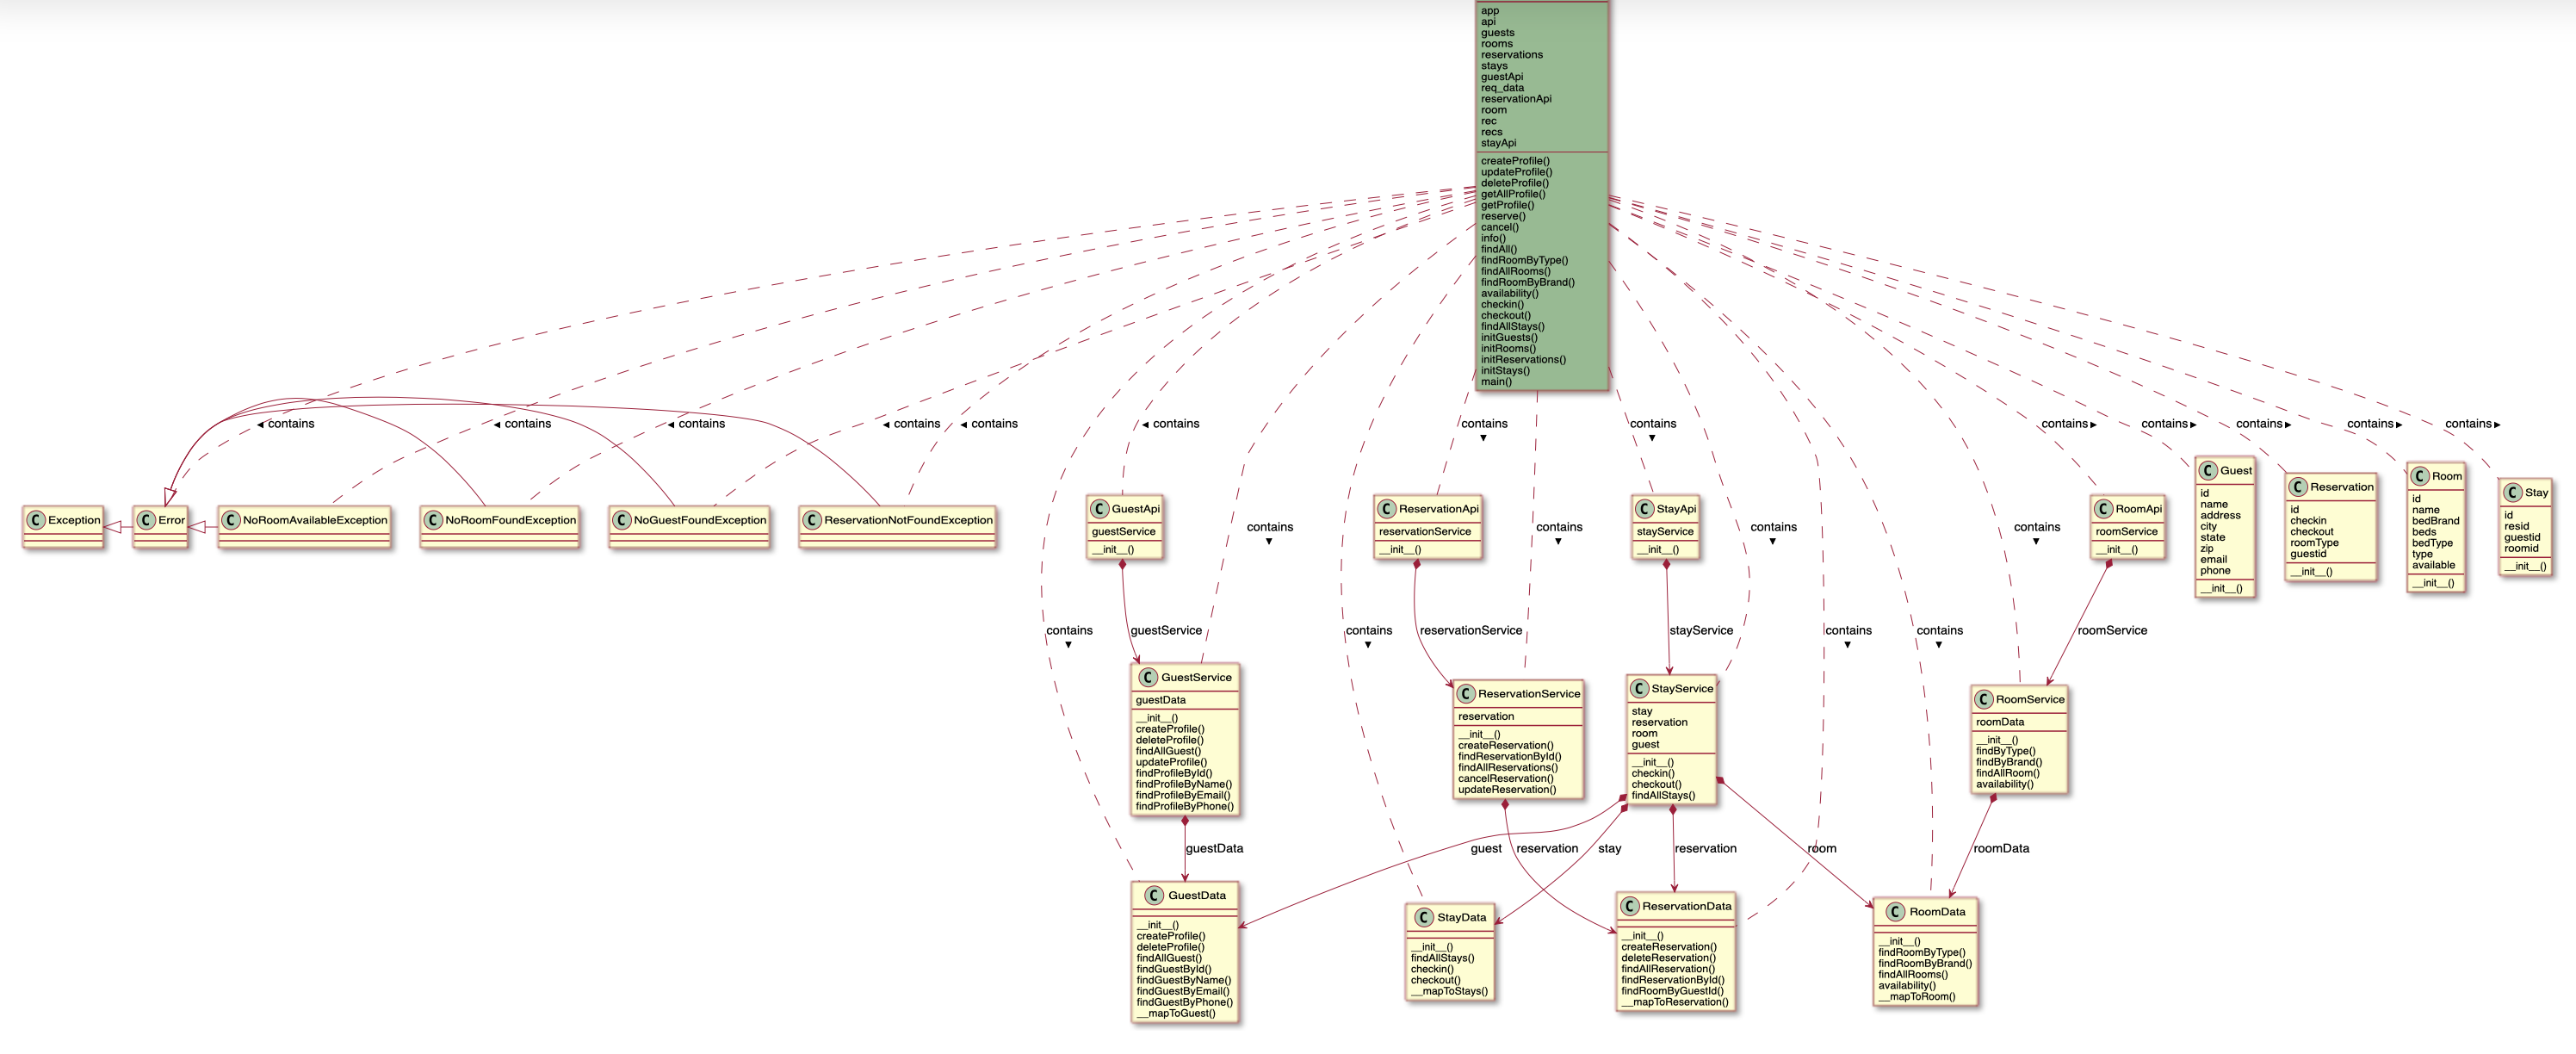 app
api
guests
rooms
reservations
stays
guestApi
req_data
reservationApi
room
rec
recs
stayApi
createProfile()
updateProfile()
deleteProfile()
getAllProfile()
getProfile()
reserve()
cancel()
info()
findAll()
findRoomByType()
findAllRooms()
findRoomByBrand()
availability()
checkin()
checkout()
findAllStays()
initGuests()
initRooms()
initReservations()
initStays()
main()
contains
contains
contains
contains
contains
contains
contains
contains
contains
contains
contains
contains
contains
C Exception
C Error
C NoRoomAvailableException
C NoRoomFoundException
C NoGuestFoundException
C ReservationNotFoundException
C GuestApi
guestService
__init__()
C ReservationApi
reservationService
__init__()
C StayApi
stayService
__init__()
C RoomApi
roomService
__init__()
C Guest
id
name
address
city
state
zip
email
phone
__init__()
C Reservation
id
checkin
checkout
roomType
guestid
__init__()
C Room
id
name
bedBrand
beds
bedType
type
available
__init__()
C Stay
id
resid
guestid
roomid
__init__()
contains
contains
contains
contains
contains
guestService
contains
reservationService
stayService
contains
contains
roomService
C GuestService
guestData
__init__()
createProfile()
deleteProfile()
findAllGuest()
updateProfile()
findProfileById()
findProfileByName()
findProfileByEmail()
findProfileByPhone()
C ReservationService
reservation
__init__()
createReservation()
findReservationById()
findAllReservations()
cancelReservation()
updateReservation()
C StayService
stay
reservation
room
guest
__init__()
checkin()
checkout()
findAllStays()
C RoomService
roomData
__init__()
findByType()
findByBrand()
findAllRoom()
availability()
guestData
guest
reservation
stay
reservation
room
roomData
C GuestData
__init__()
createProfile()
deleteProfile()
findAllGuest()
findGuestById()
findGuestByName()
findGuestByEmail()
findGuestByPhone()
__mapToGuest()
C StayData
__init__()
findAllStays()
checkin()
checkout()
__mapToStays()
C ReservationData
__init__()
createReservation()
deleteReservation()
findAllReservation()
findReservationById()
findRoomByGuestId()
__mapToReservation()
C RoomData
__init__()
findRoomByType()
findRoomByBrand()
findAllRooms()
availability()
__mapToRoom()